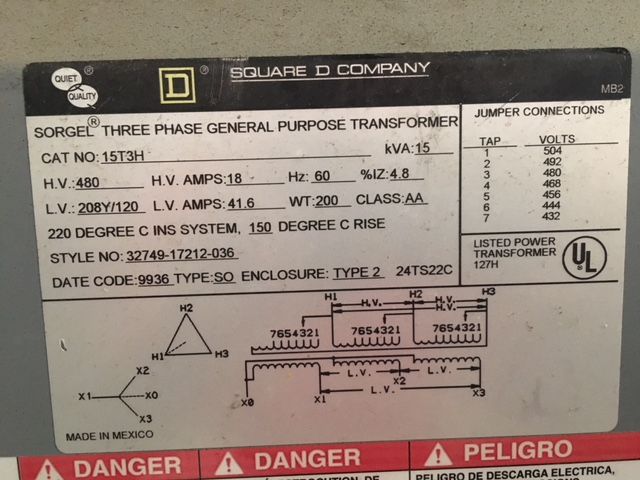 QUIET QUALITY ®
D ®
SQUARE D COMPANY
MB2
SORGEL® THREE PHASE GENERAL PURPOSE TRANSFORMER
CAT NO: 15T3H kVA: 15
H.V.: 480 H.V. AMPS: 18 Hz: 60 %IZ: 4.8
L.V.: 208Y/120 L.V. AMPS: 41.6 WT: 200 CLASS: AA
220 DEGREE C INS SYSTEM, 150 DEGREE C RISE
STYLE NO: 32749-17212-036
DATE CODE: 9936 TYPE: SO ENCLOSURE: TYPE 2 24TS22C
JUMPER CONNECTIONS
TAP VOLTS
1 504
2 492
3 480
4 468
5 456
6 444
7 432
LISTED POWER
TRANSFORMER
127H
UL
H2
H1 H3
X2
X1 X0
X3
H1 H2 H3
H.V. H.V.
H.V.
7654321 7654321 7654321
L.V. L.V.
L.V.
X0 X1 X2 X3
MADE IN MEXICO
DANGER DANGER PELIGRO
PELIGRO DE DESCARGA ELECTRICA,